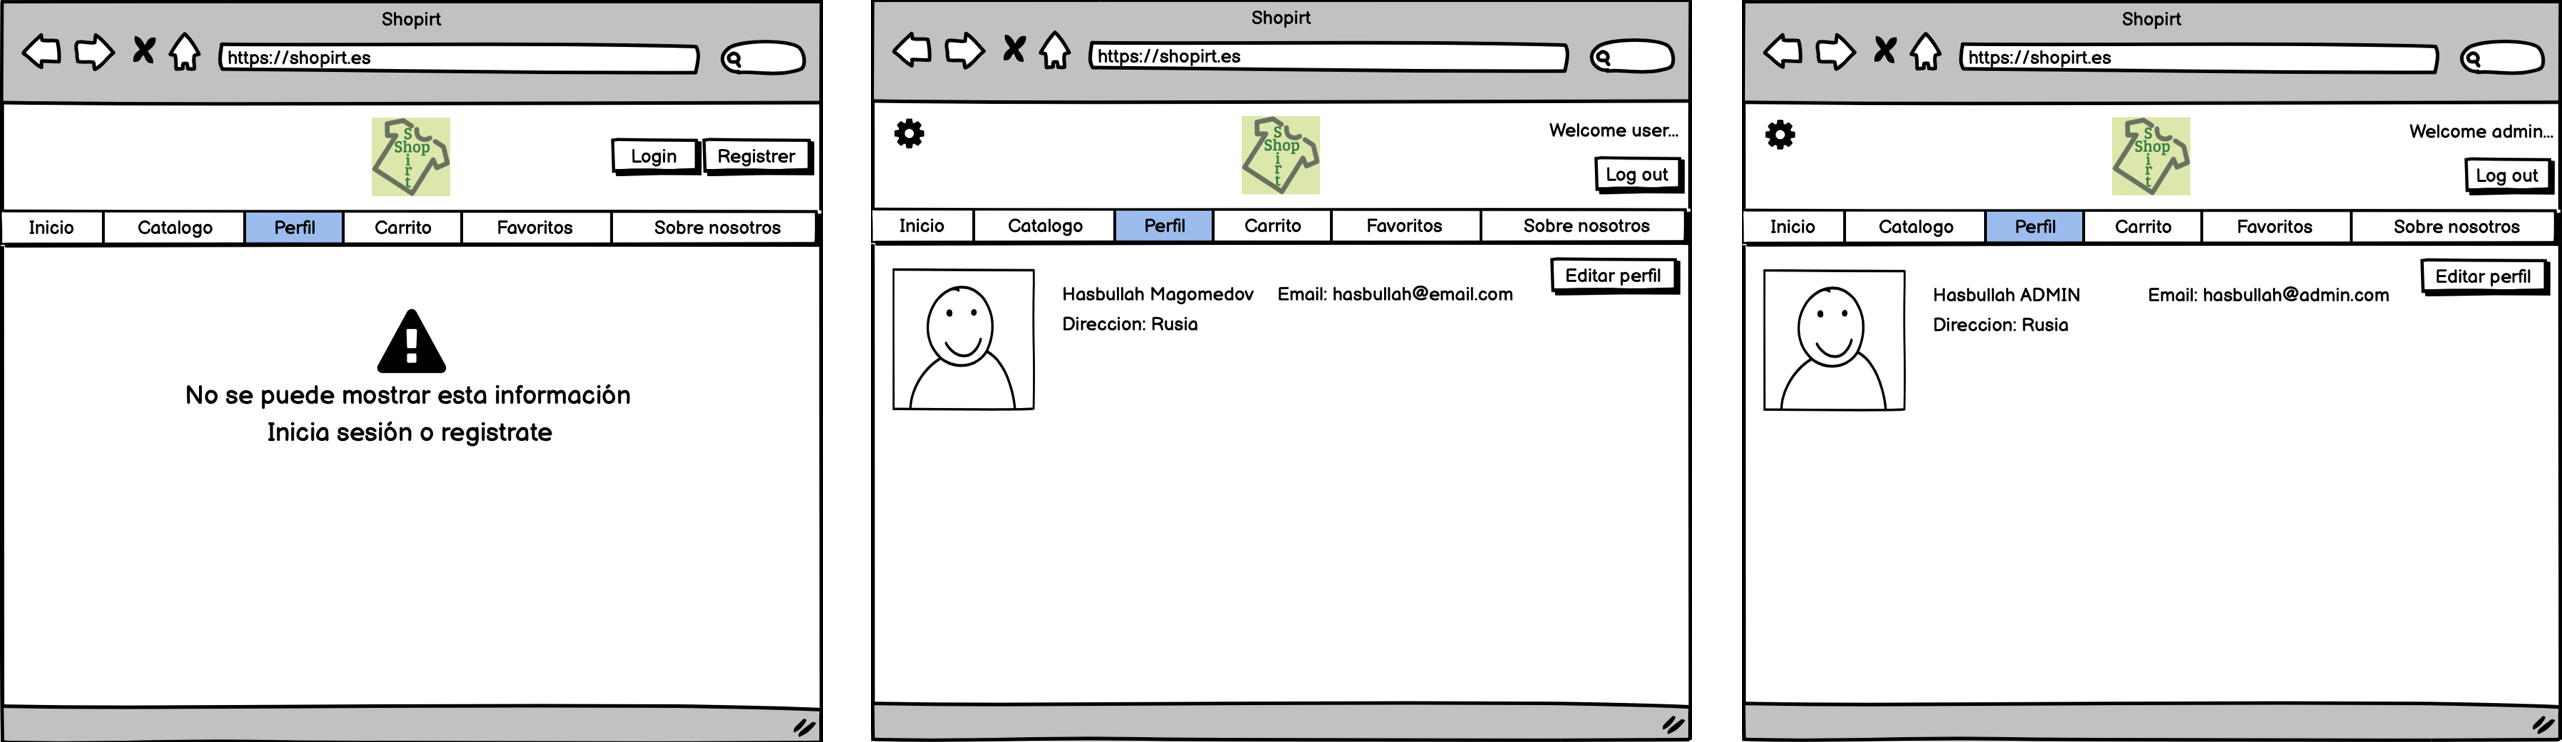 Shopirt
https://shopirt.es
Su
Shop
i
r
t
Login Registrer
Inicio Catalogo Perfil Carrito Favoritos Sobre nosotros
No se puede mostrar esta información
Inicia sesión o registrate
Shopirt
https://shopirt.es
Welcome user...
Su
Shop
i
r
t
Log out
Inicio Catalogo Perfil Carrito Favoritos Sobre nosotros
Editar perfil
Hasbullah Magomedov Email: hasbullah@email.com
Direccion: Rusia
Shopirt
https://shopirt.es
Welcome admin...
Su
Shop
i
r
t
Log out
Inicio Catalogo Perfil Carrito Favoritos Sobre nosotros
Editar perfil
Hasbullah ADMIN Email: hasbullah@admin.com
Direccion: Rusia